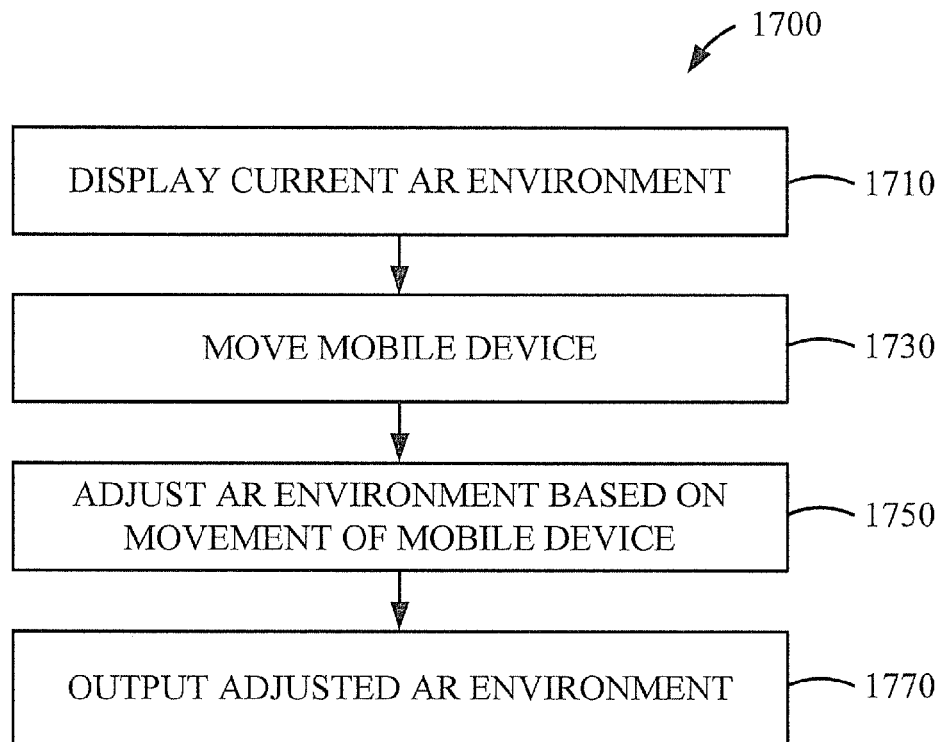 1700
DISPLAY CURRENT AR ENVIRONMENT
1710
MOVE MOBILE DEVICE
1730
ADJUST AR ENVIRONMENT BASED ON
MOVEMENT OF MOBILE DEVICE
1750
OUTPUT ADJUSTED AR ENVIRONMENT
1770